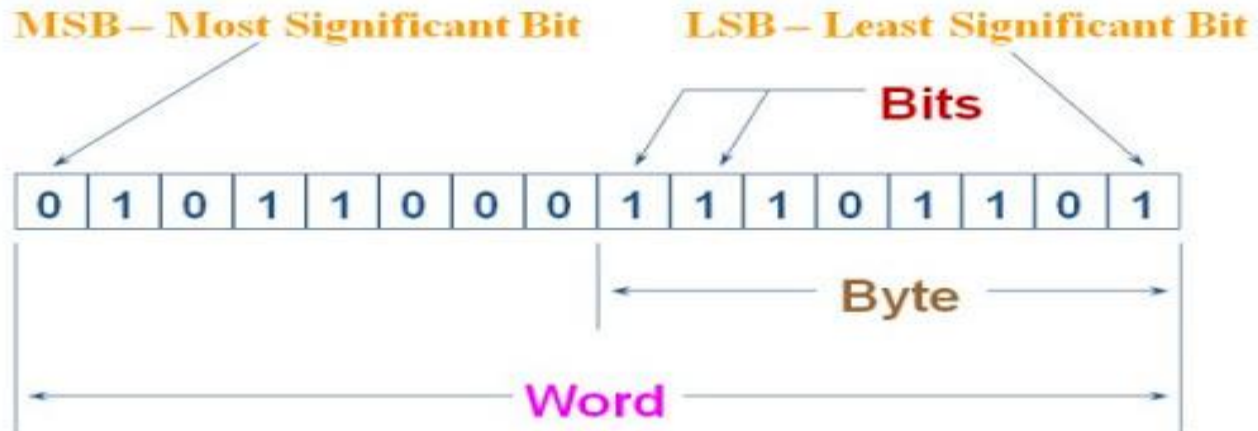 MSB – Most Significant Bit LSB – Least Significant Bit
Bits
0 1 0 1 1 0 0 0 1 1 1 0 1 1 0 1
Byte
Word